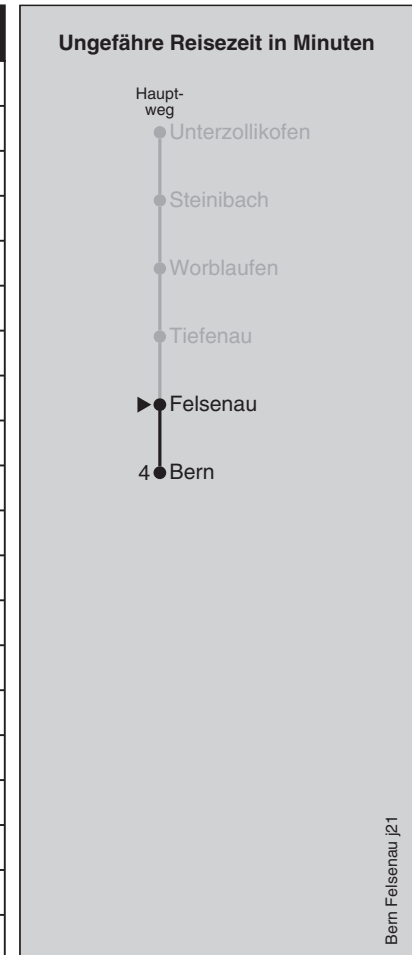 Ungefähre Reisezeit in Minuten
Haupt-
weg
Unterzollikofen
Steinibach
Worblaufen
Tiefenau
Felsenau
4 Bern
Bern Felsenau j21